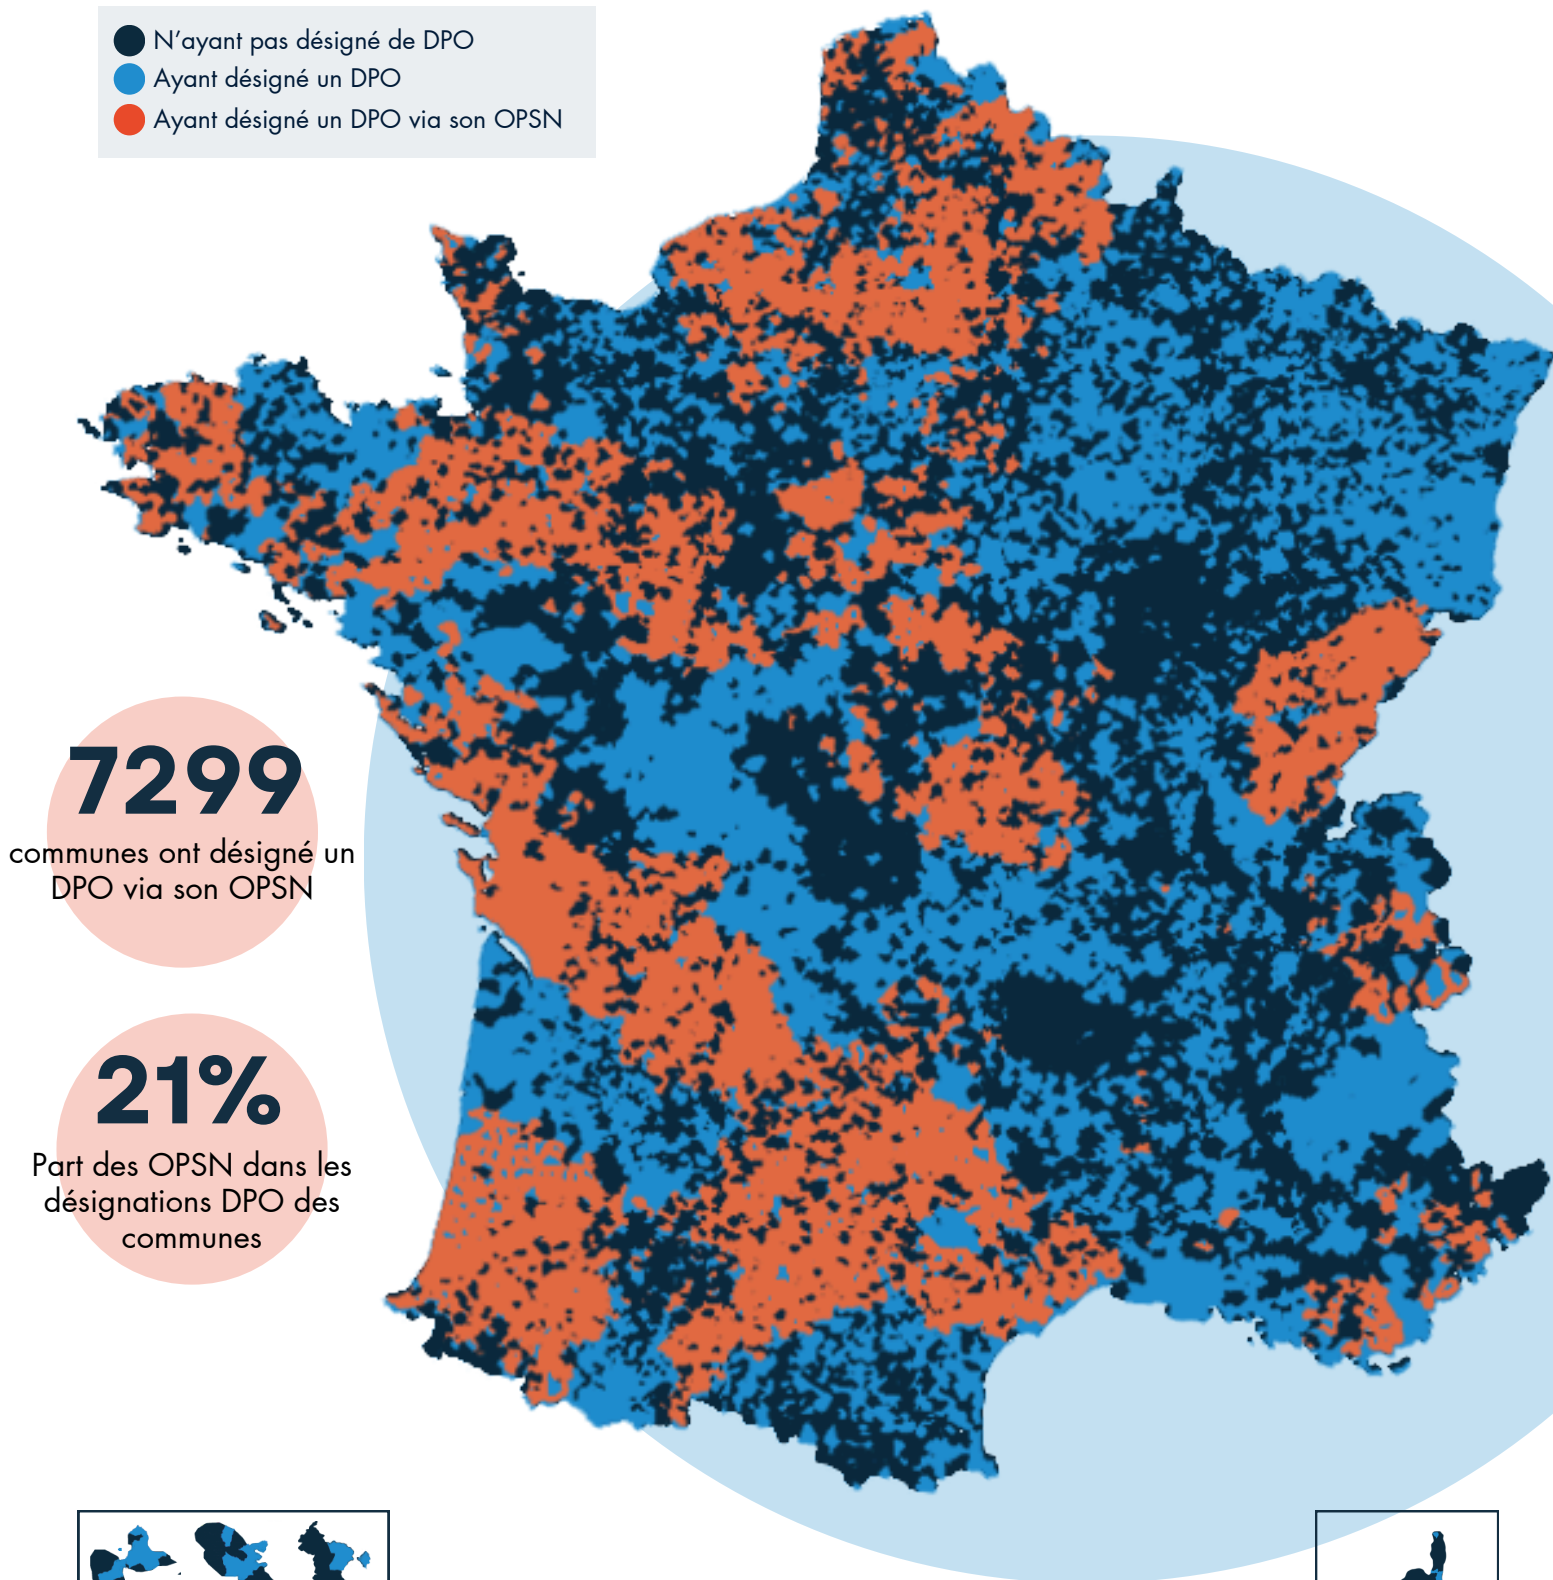 N'ayant pas désigné de DPO
Ayant désigné un DPO
Ayant désigné un DPO via son OPSN
7299
communes ont désigné un
DPO via son OPSN
21%
Part des OPSN dans les
désignations DPO des
communes